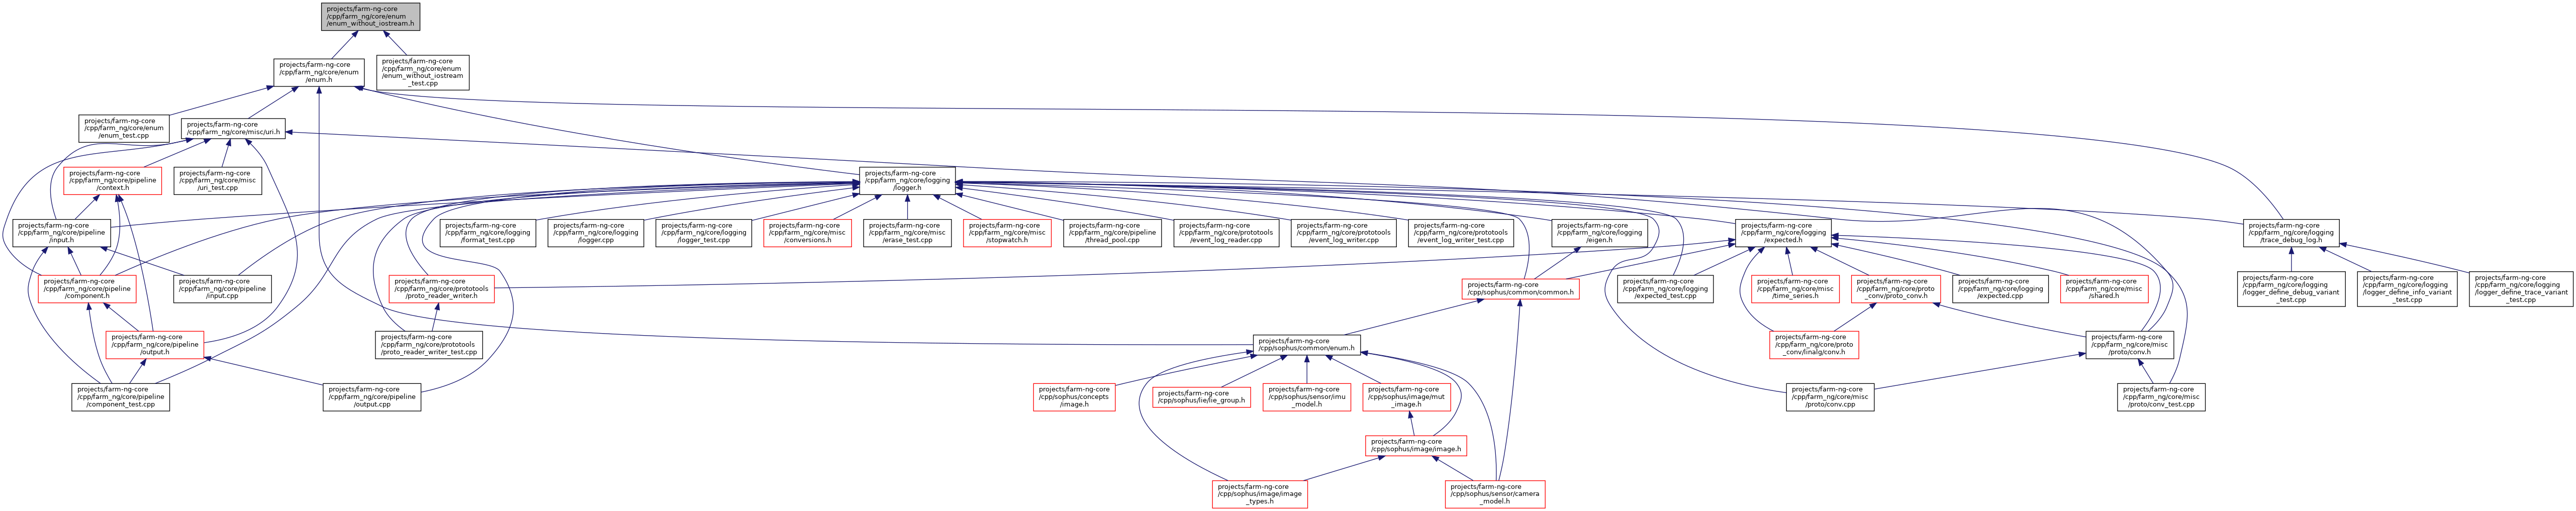 projects/farm-ng-core
/cpp/farm_ng/core/enum
/enum_without_iostream.h
projects/farm-ng-core
/cpp/farm_ng/core/enum
/enum.h
projects/farm-ng-core
/cpp/farm_ng/core/enum
/enum_without_iostream
_test.cpp
projects/farm-ng-core
/cpp/farm_ng/core/enum
/enum_test.cpp
projects/farm-ng-core
/cpp/farm_ng/core/misc/uri.h
projects/farm-ng-core
/cpp/farm_ng/core/pipeline
/context.h
projects/farm-ng-core
/cpp/farm_ng/core/misc
/uri_test.cpp
projects/farm-ng-core
/cpp/farm_ng/core/logging
/logger.h
projects/farm-ng-core
/cpp/farm_ng/core/pipeline
/input.h
projects/farm-ng-core
/cpp/farm_ng/core/logging
/format_test.cpp
projects/farm-ng-core
/cpp/farm_ng/core/logging
/logger.cpp
projects/farm-ng-core
/cpp/farm_ng/core/logging
/logger_test.cpp
projects/farm-ng-core
/cpp/farm_ng/core/misc
/conversions.h
projects/farm-ng-core
/cpp/farm_ng/core/misc
/erase_test.cpp
projects/farm-ng-core
/cpp/farm_ng/core/misc
/stopwatch.h
projects/farm-ng-core
/cpp/farm_ng/core/pipeline
/thread_pool.cpp
projects/farm-ng-core
/cpp/farm_ng/core/prototools
/event_log_reader.cpp
projects/farm-ng-core
/cpp/farm_ng/core/prototools
/event_log_writer.cpp
projects/farm-ng-core
/cpp/farm_ng/core/prototools
/event_log_writer_test.cpp
projects/farm-ng-core
/cpp/farm_ng/core/logging
/eigen.h
projects/farm-ng-core
/cpp/farm_ng/core/logging
/expected.h
projects/farm-ng-core
/cpp/farm_ng/core/logging
/trace_debug_log.h
projects/farm-ng-core
/cpp/farm_ng/core/pipeline
/component.h
projects/farm-ng-core
/cpp/farm_ng/core/pipeline
/input.cpp
projects/farm-ng-core
/cpp/farm_ng/core/prototools
/proto_reader_writer.h
projects/farm-ng-core
/cpp/sophus/common/common.h
projects/farm-ng-core
/cpp/farm_ng/core/logging
/expected_test.cpp
projects/farm-ng-core
/cpp/farm_ng/core/misc
/time_series.h
projects/farm-ng-core
/cpp/farm_ng/core/proto
_conv/proto_conv.h
projects/farm-ng-core
/cpp/farm_ng/core/logging
/expected.cpp
projects/farm-ng-core
/cpp/farm_ng/core/misc
/shared.h
projects/farm-ng-core
/cpp/farm_ng/core/logging
/logger_define_debug_variant
_test.cpp
projects/farm-ng-core
/cpp/farm_ng/core/logging
/logger_define_info_variant
_test.cpp
projects/farm-ng-core
/cpp/farm_ng/core/logging
/logger_define_trace_variant
_test.cpp
projects/farm-ng-core
/cpp/farm_ng/core/pipeline
/output.h
projects/farm-ng-core
/cpp/farm_ng/core/prototools
/proto_reader_writer_test.cpp
projects/farm-ng-core
/cpp/sophus/common/enum.h
projects/farm-ng-core
/cpp/farm_ng/core/proto
_conv/linalg/conv.h
projects/farm-ng-core
/cpp/farm_ng/core/misc
/proto/conv.h
projects/farm-ng-core
/cpp/farm_ng/core/pipeline
/component_test.cpp
projects/farm-ng-core
/cpp/farm_ng/core/pipeline
/output.cpp
projects/farm-ng-core
/cpp/sophus/concepts
/image.h
projects/farm-ng-core
/cpp/sophus/lie/lie_group.h
projects/farm-ng-core
/cpp/sophus/sensor/imu
_model.h
projects/farm-ng-core
/cpp/sophus/image/mut
_image.h
projects/farm-ng-core
/cpp/farm_ng/core/misc
/proto/conv.cpp
projects/farm-ng-core
/cpp/farm_ng/core/misc
/proto/conv_test.cpp
projects/farm-ng-core
/cpp/sophus/image/image.h
projects/farm-ng-core
/cpp/sophus/image/image
_types.h
projects/farm-ng-core
/cpp/sophus/sensor/camera
_model.h